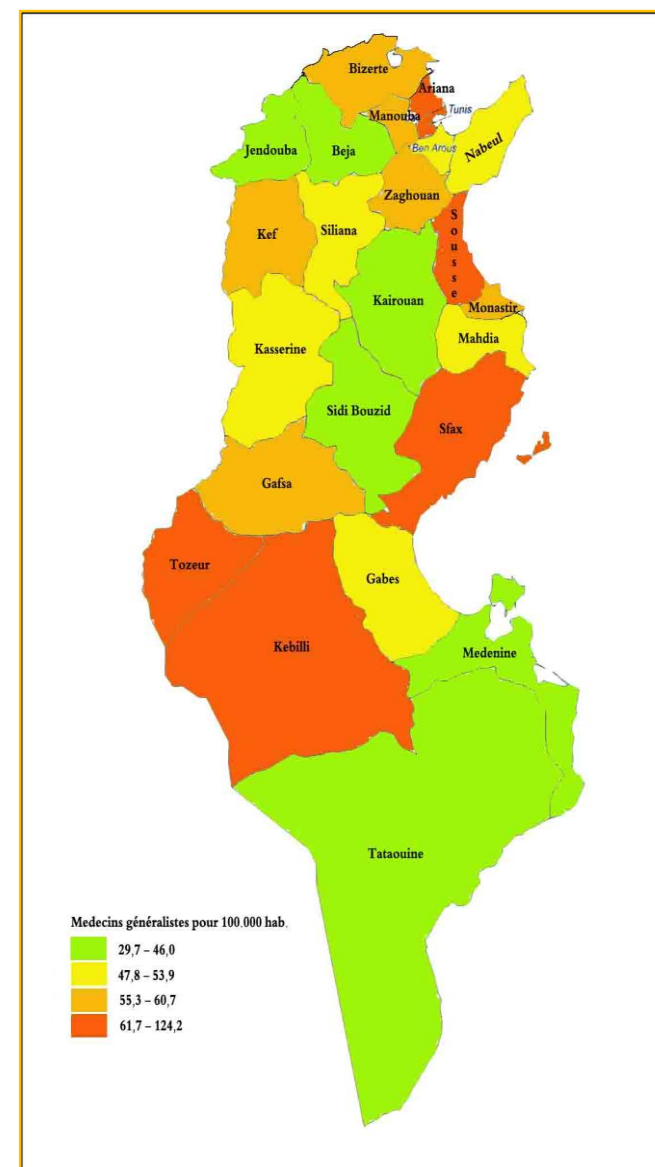 Bizerte
Ariana
Tunis
Manouba
Ben Arous
Nabeul
Jendouba
Beja
Zaghouan
Sousse
Kef
Siliana
Kairouan
Monastir
Mahdia
Kasserine
Sidi Bouzid
Sfax
Gafsa
Tozeur
Gabes
Kebilli
Medenine
Tataouine
Medecins généralistes pour 100.000 hab.
29,7 – 46,0
47,8 – 53,9
55,3 – 60,7
61,7 – 124,2